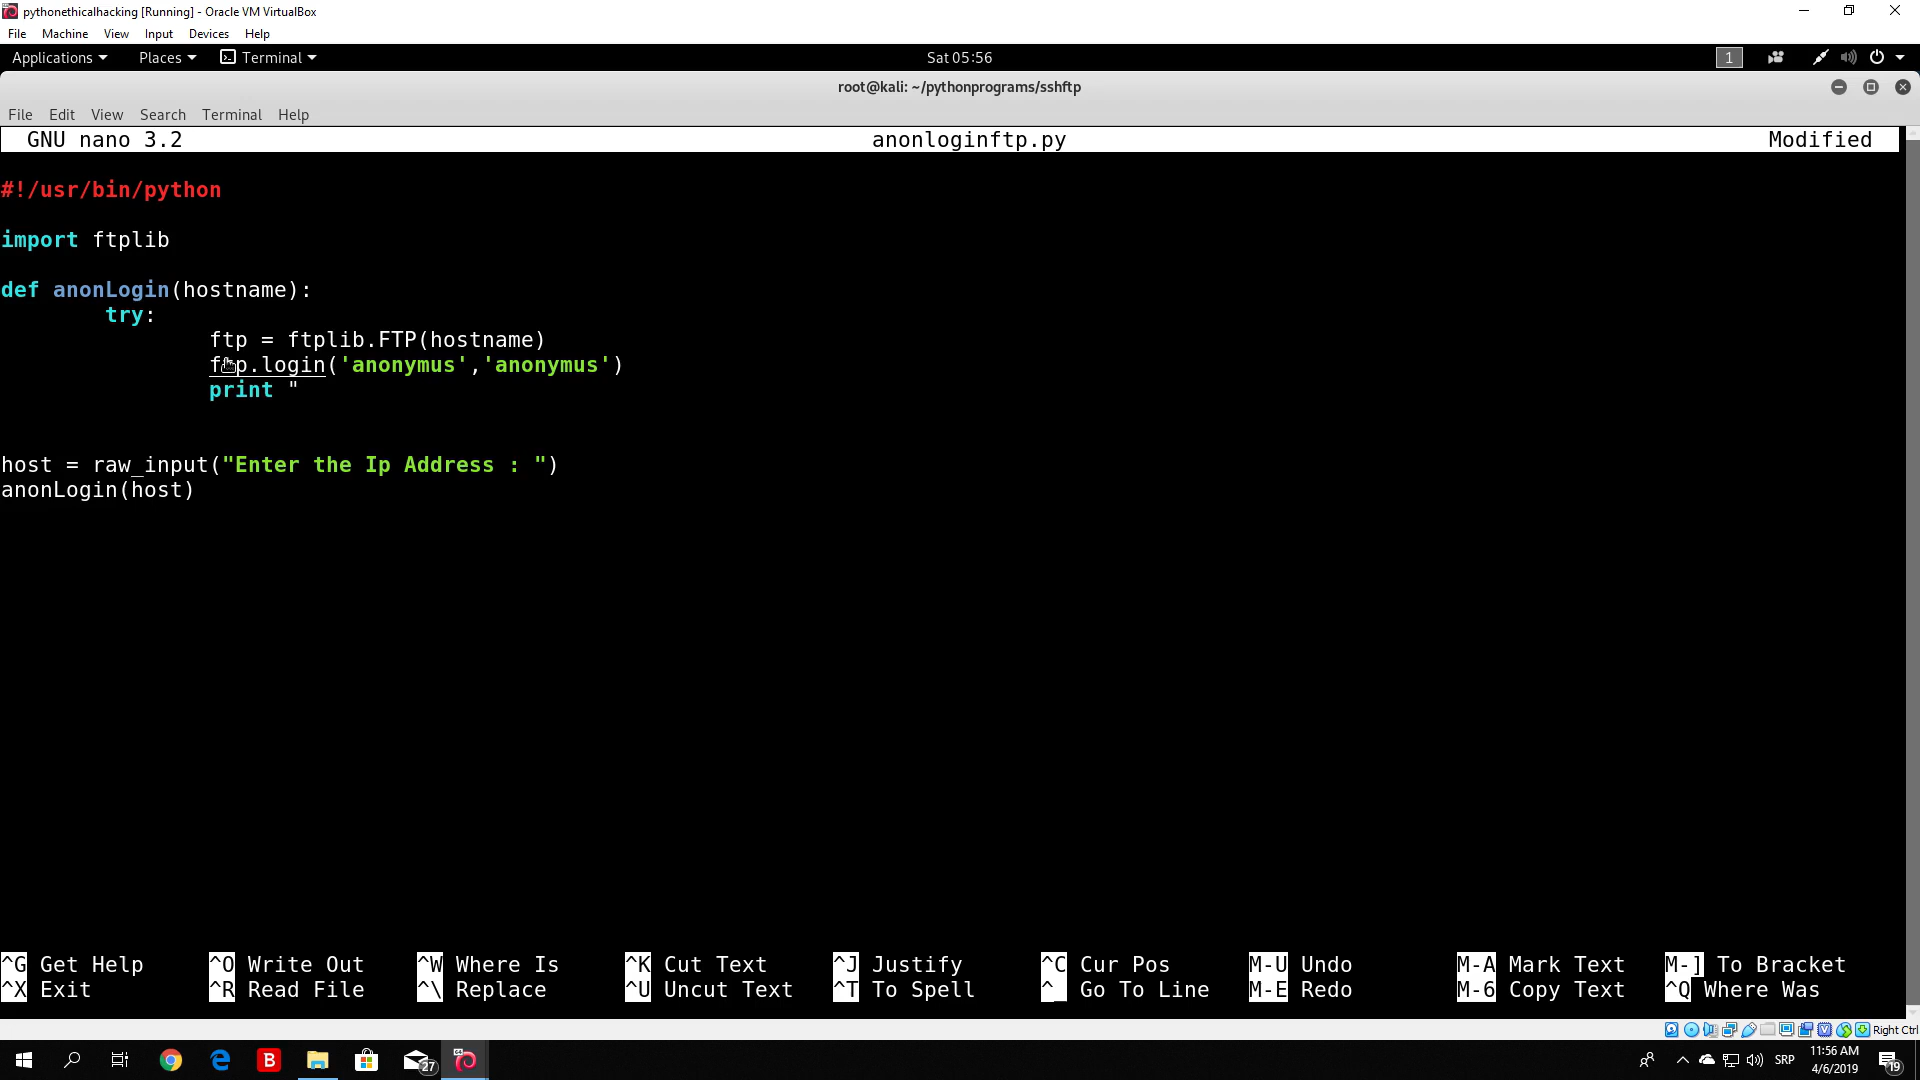 pythonethicalhacking [Running] - Oracle VM VirtualBox
File Machine View Input Devices Help
Applications Places Terminal Sat 05:56 1
root@kali: ~/pythonprograms/sshftp
File Edit View Search Terminal Help
GNU nano 3.2 anonloginftp.py Modified
#!/usr/bin/python
import ftplib
def anonLogin(hostname):
try:
ftp = ftplib.FTP(hostname)
ftp.login('anonymus','anonymus')
print "
host = raw_input("Enter the Ip Address : ")
anonLogin(host)
^G Get Help ^O Write Out ^W Where Is ^K Cut Text ^J Justify ^C Cur Pos M-U Undo M-A Mark Text M-] To Bracket
^X Exit ^R Read File ^\ Replace ^U Uncut Text ^T To Spell ^_ Go To Line M-E Redo M-6 Copy Text ^Q Where Was
Right Ctrl
B 27 64 SRP 11:56 AM 19
4/6/2019